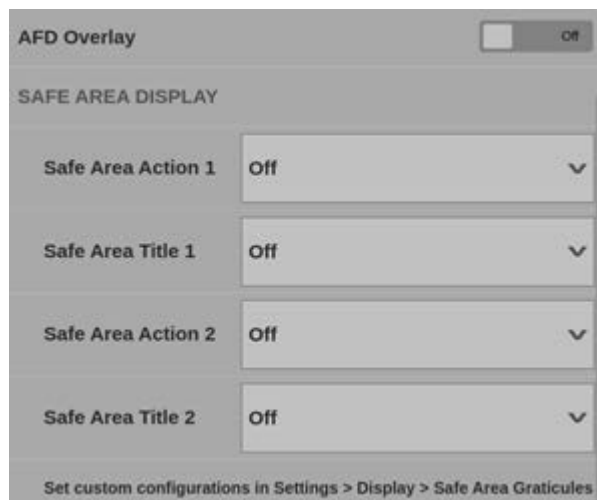 AFD Overlay
Off
SAFE AREA DISPLAY
Safe Area Action 1
Off
Safe Area Title 1
Off
Safe Area Action 2
Off
Safe Area Title 2
Off
Set custom configurations in Settings > Display > Safe Area Graticules